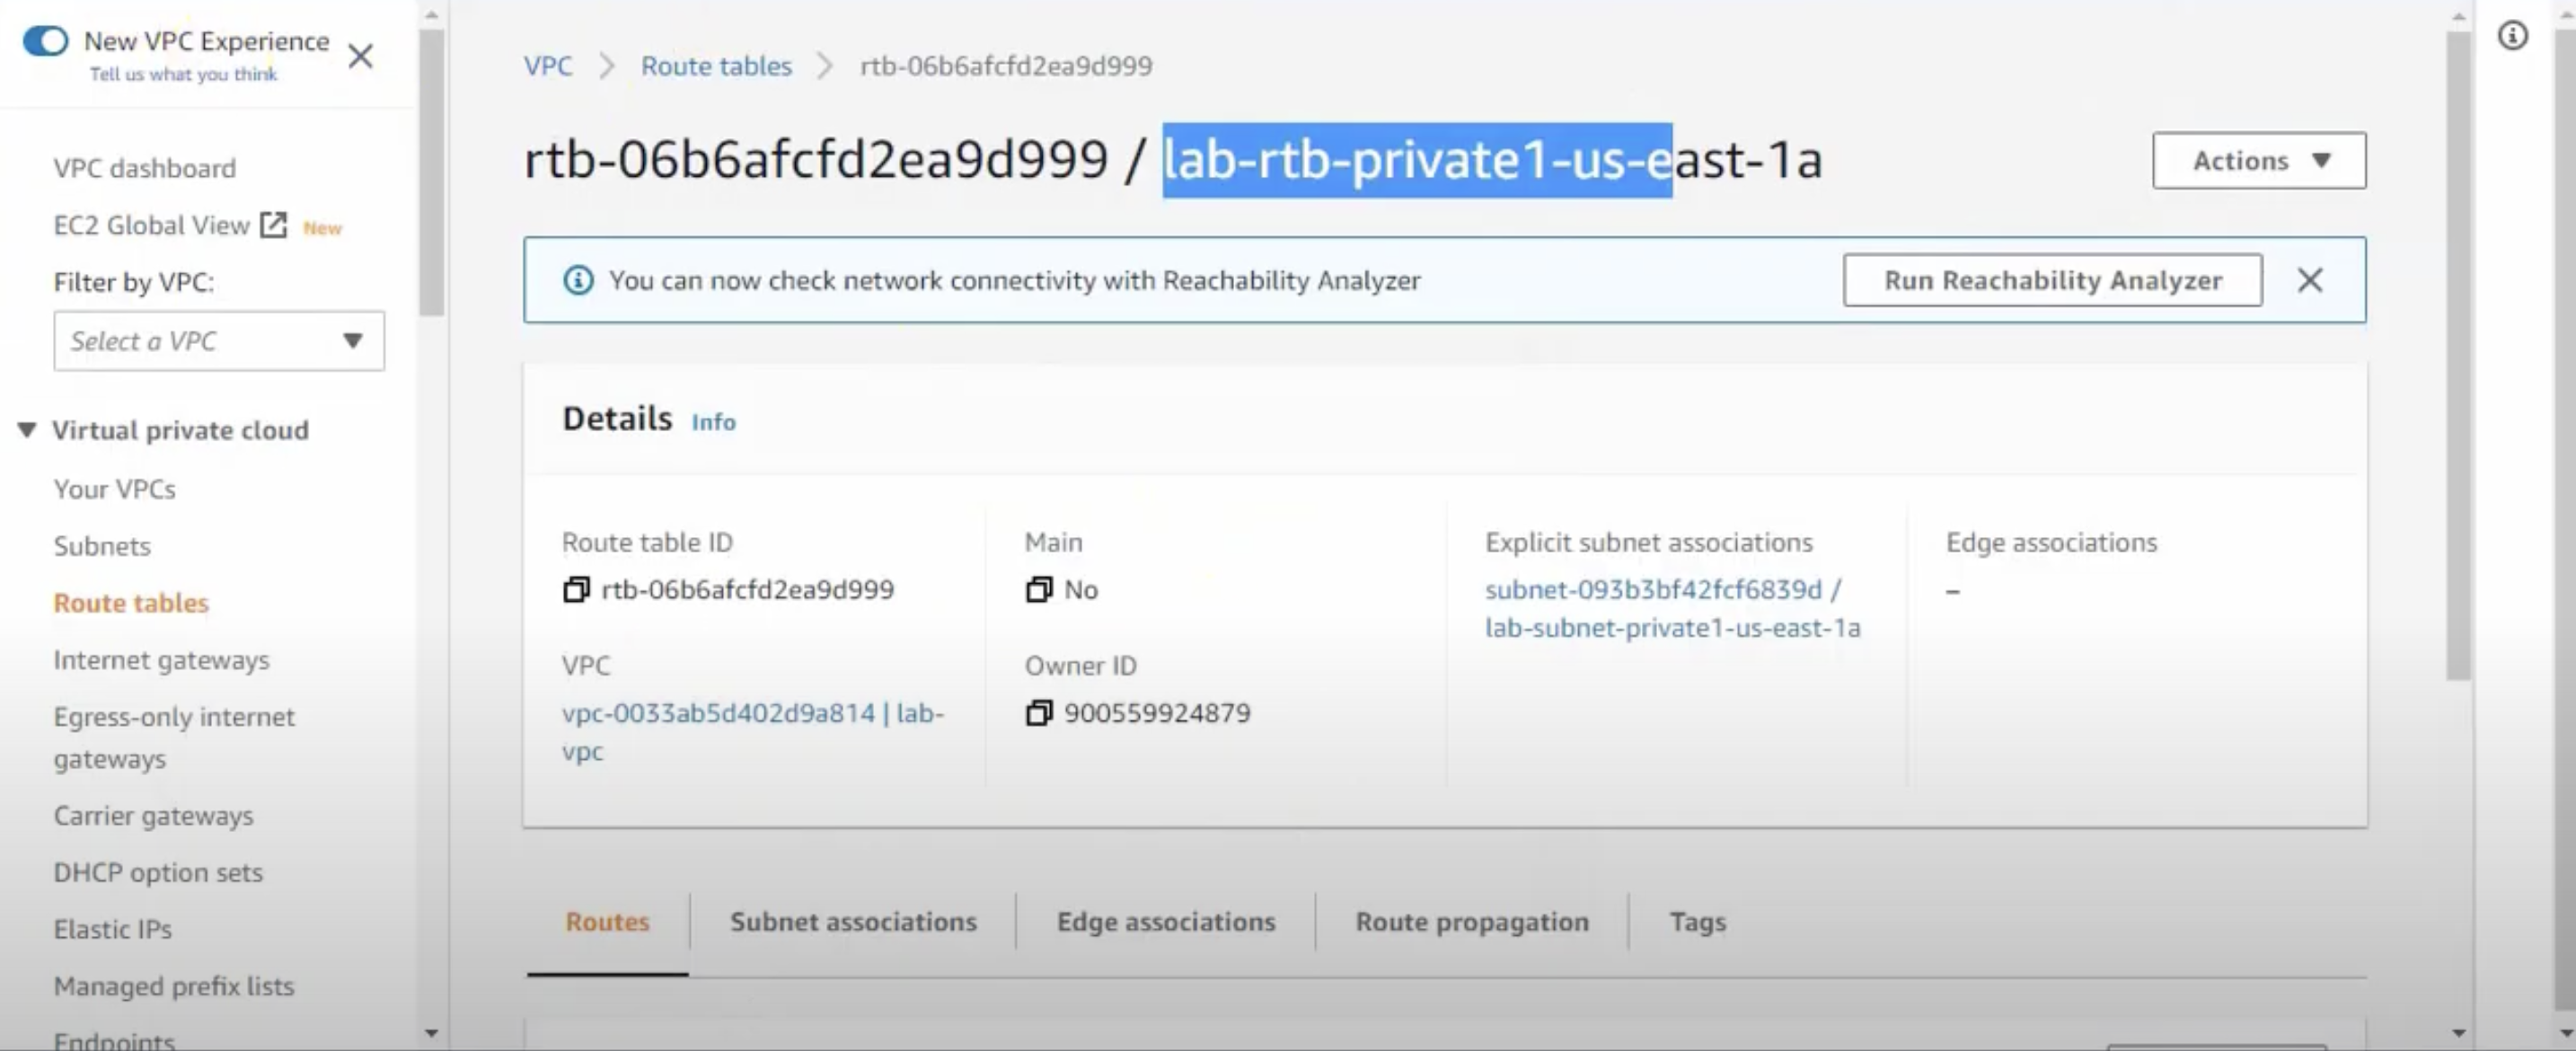 New VPC Experience
Tell us what you think
VPC dashboard
EC2 Global View New
Filter by VPC:
Select a VPC
Virtual private cloud
Your VPCs
Subnets
Route tables
Internet gateways
Egress-only internet
gateways
Carrier gateways
DHCP option sets
Elastic IPs
Managed prefix lists
Endpoints
VPC > Route tables > rtb-06b6afcfd2ea9d999
rtb-06b6afcfd2ea9d999 / lab-rtb-private1-us-east-1a
Actions
You can now check network connectivity with Reachability Analyzer
Run Reachability Analyzer
Details Info
Route table ID
rtb-06b6afcfd2ea9d999
VPC
vpc-0033ab5d402d9a814 | lab-
vpc
Main
No
Owner ID
900559924879
Explicit subnet associations
subnet-093b3bf42fcf6839d /
lab-subnet-private1-us-east-1a
Edge associations
–
Routes
Subnet associations
Edge associations
Route propagation
Tags